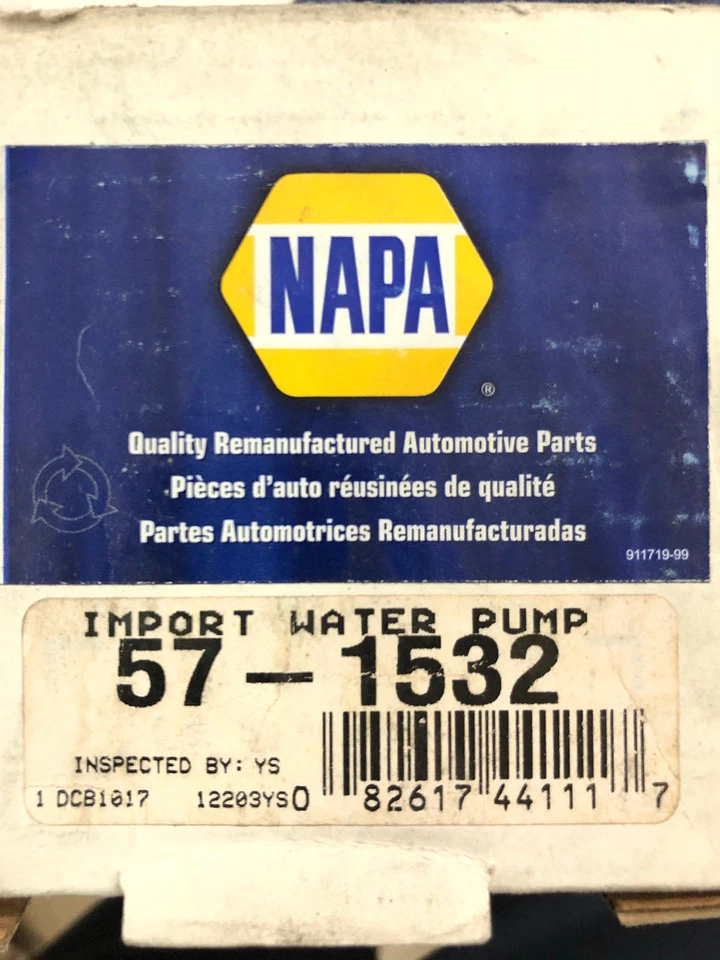 NAPA
®
Quality Remanufactured Automotive Parts
Pièces d'auto réusinées de qualité
Partes Automotrices Remanufacturadas
911719-99
IMPORT WATER PUMP
57-1532
INSPECTED BY: YS
1 DCB1017 12203YS
0 82617 44111 7